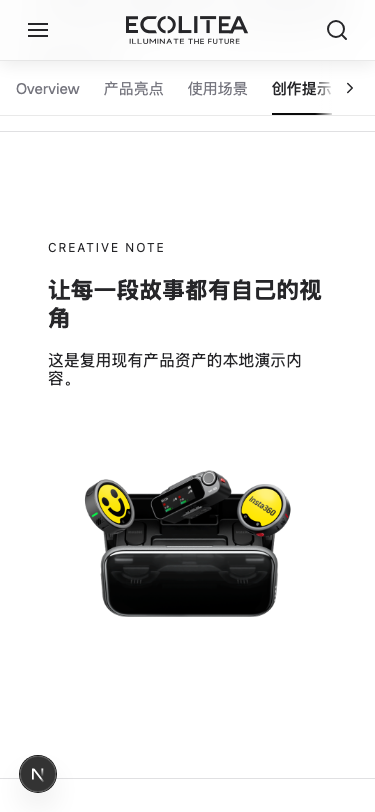 ECOLITEA
ILLUMINATE THE FUTURE
Overview 产品亮点 使用场景 创作提示
CREATIVE NOTE
让每一段故事都有自己的视
角
这是复用现有产品资产的本地演示内
容。
Insta360
N